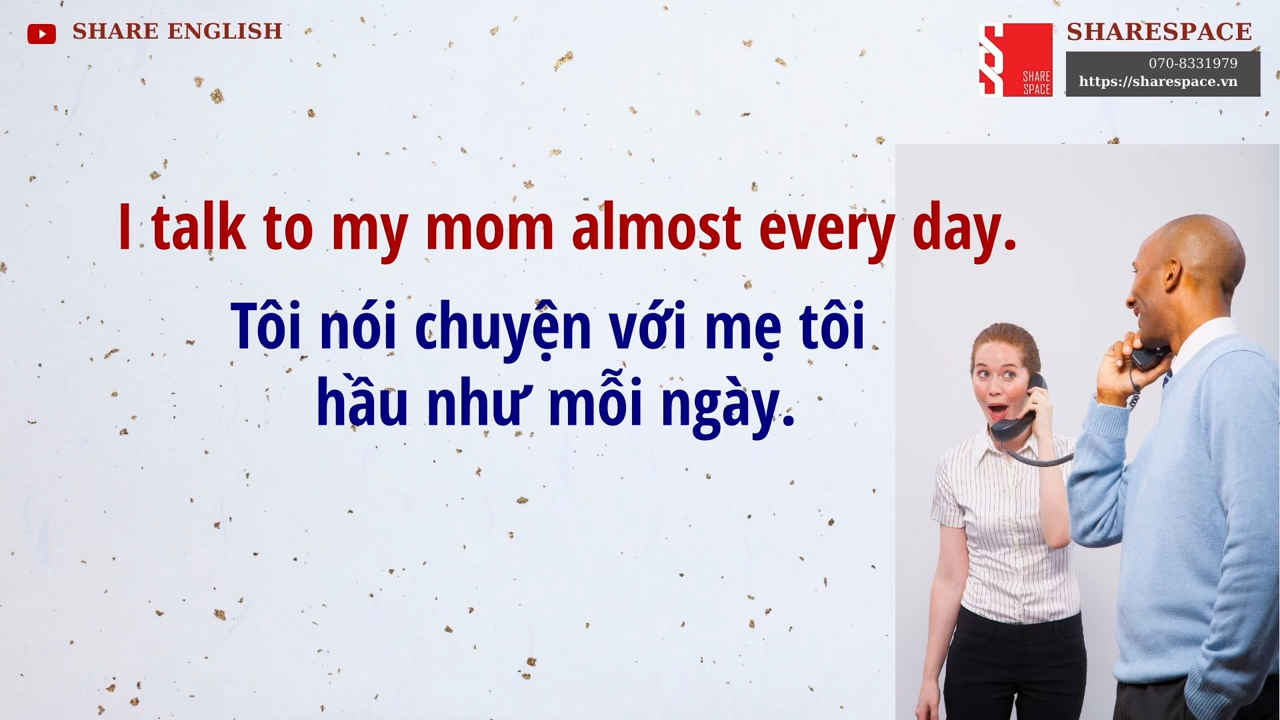 SHARE ENGLISH
SHARESPACE
SHARE
SPACE
070-8331979
https://sharespace.vn
I talk to my mom almost every day.
Tôi nói chuyện với mẹ tôi
hầu như mỗi ngày.